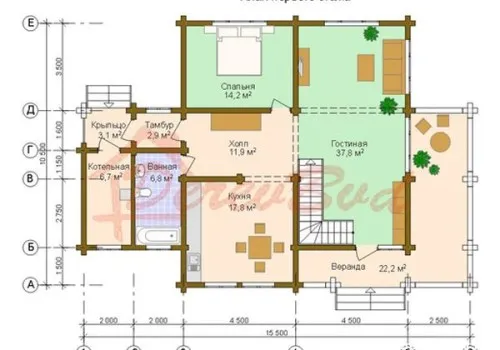 Е
Спальня
14,2 м²
3 500
Д
Крыльцо
3,1 м²
Тамбур
2,9 м²
Холл
11,9 м²
Гостиная
37,8 м²
1 600
Г
10 500
1 150
Котельная
6,7 м²
Ванная
6,8 м²
В
Кухня
17,8 м²
2 750
Б
Веранда
22,2 м²
1 500
А
2 000
2 000
4 500
4 500
2 500
15 500